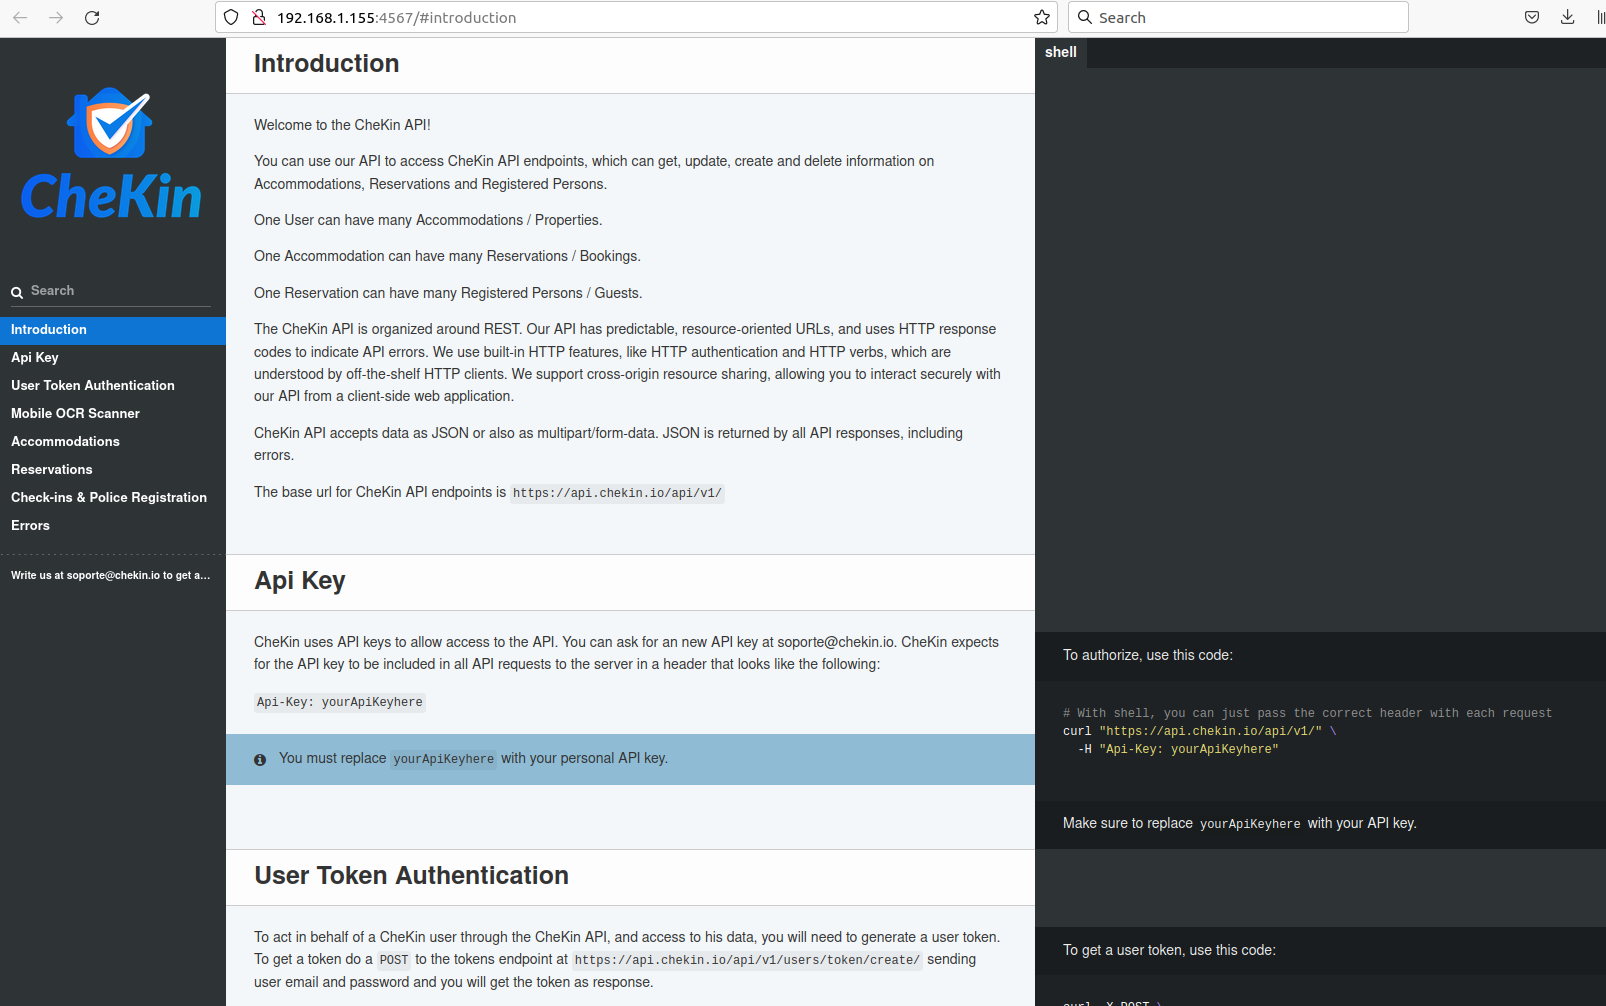 192.168.1.155:4567/#introduction
Search
CheKin
Search
Introduction
Api Key
User Token Authentication
Mobile OCR Scanner
Accommodations
Reservations
Check-ins & Police Registration
Errors
Write us at soporte@chekin.io to get a...
Introduction
Welcome to the CheKin API!
You can use our API to access CheKin API endpoints, which can get, update, create and delete information on
Accommodations, Reservations and Registered Persons.
One User can have many Accommodations / Properties.
One Accommodation can have many Reservations / Bookings.
One Reservation can have many Registered Persons / Guests.
The CheKin API is organized around REST. Our API has predictable, resource-oriented URLs, and uses HTTP response
codes to indicate API errors. We use built-in HTTP features, like HTTP authentication and HTTP verbs, which are
understood by off-the-shelf HTTP clients. We support cross-origin resource sharing, allowing you to interact securely with
our API from a client-side web application.
CheKin API accepts data as JSON or also as multipart/form-data. JSON is returned by all API responses, including
errors.
The base url for CheKin API endpoints is https://api.chekin.io/api/v1/
Api Key
CheKin uses API keys to allow access to the API. You can ask for an new API key at soporte@chekin.io. CheKin expects
for the API key to be included in all API requests to the server in a header that looks like the following:
Api-Key: yourApiKeyhere
You must replace yourApiKeyhere with your personal API key.
User Token Authentication
To act in behalf of a CheKin user through the CheKin API, and access to his data, you will need to generate a user token.
To get a token do a POST to the tokens endpoint at https://api.chekin.io/api/v1/users/token/create/ sending
user email and password and you will get the token as response.
shell
To authorize, use this code:
# With shell, you can just pass the correct header with each request
curl "https://api.chekin.io/api/v1/" \
-H "Api-Key: yourApiKeyhere"
Make sure to replace yourApiKeyhere with your API key.
To get a user token, use this code:
curl -X POST \